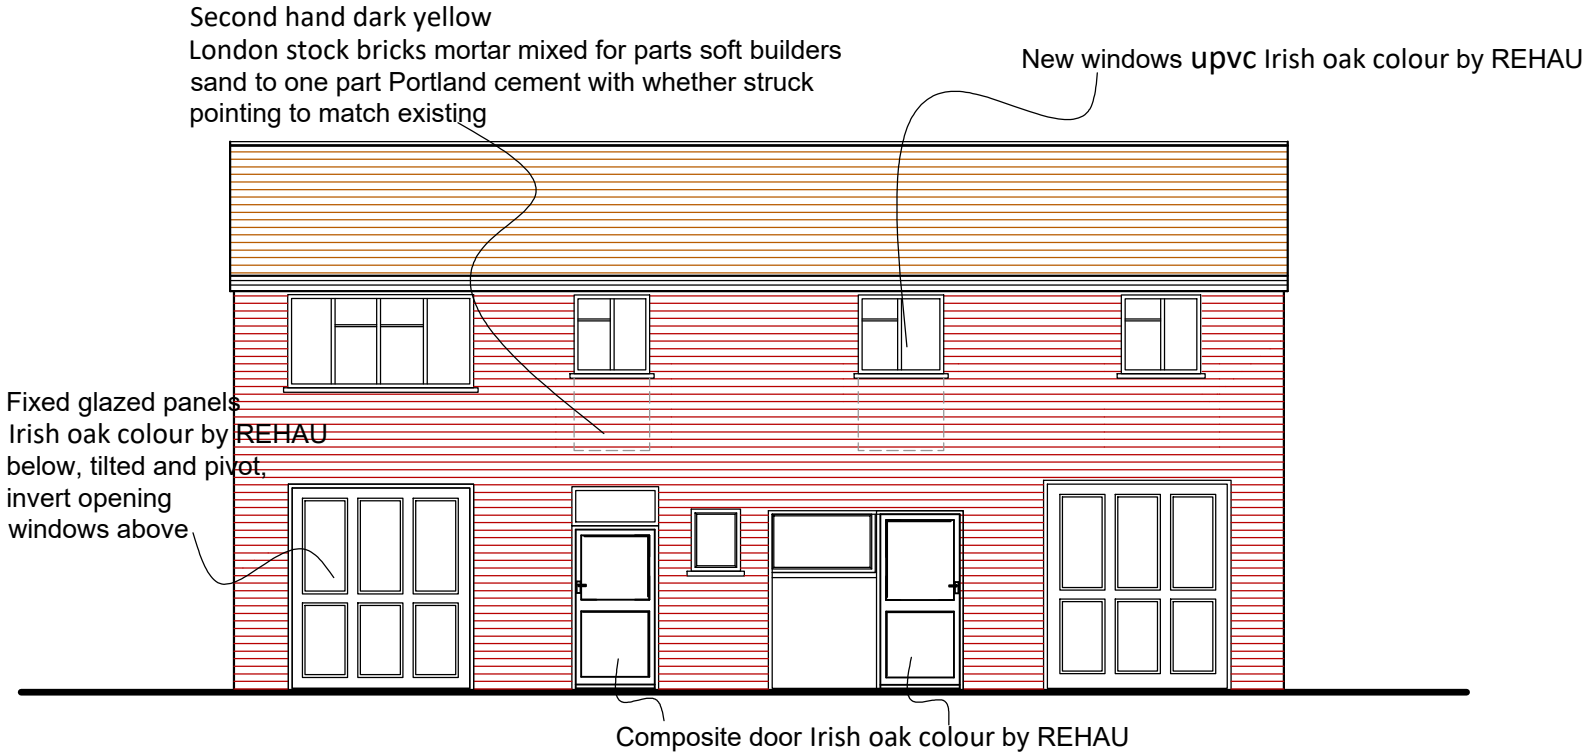 Second hand dark yellow
London stock bricks mortar mixed for parts soft builders
sand to one part Portland cement with whether struck
pointing to match existing
New windows upvc Irish oak colour by REHAU
Fixed glazed panels
Irish oak colour by REHAU
below, tilted and pivot,
invert opening
windows above
Composite door Irish oak colour by REHAU